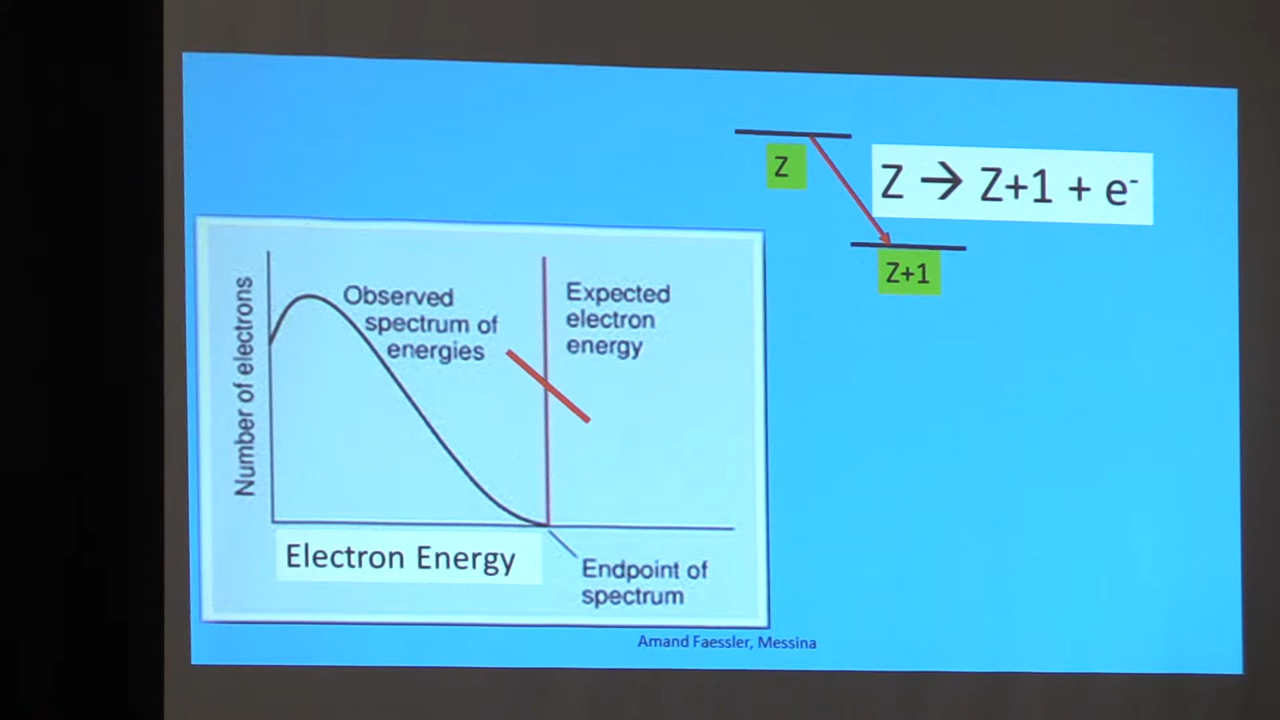 Z
Z → Z+1 + e⁻
Z+1
Number of electrons
Observed
spectrum of
energies
Expected
electron
energy
Electron Energy
Endpoint of
spectrum
Amand Faessler, Messina